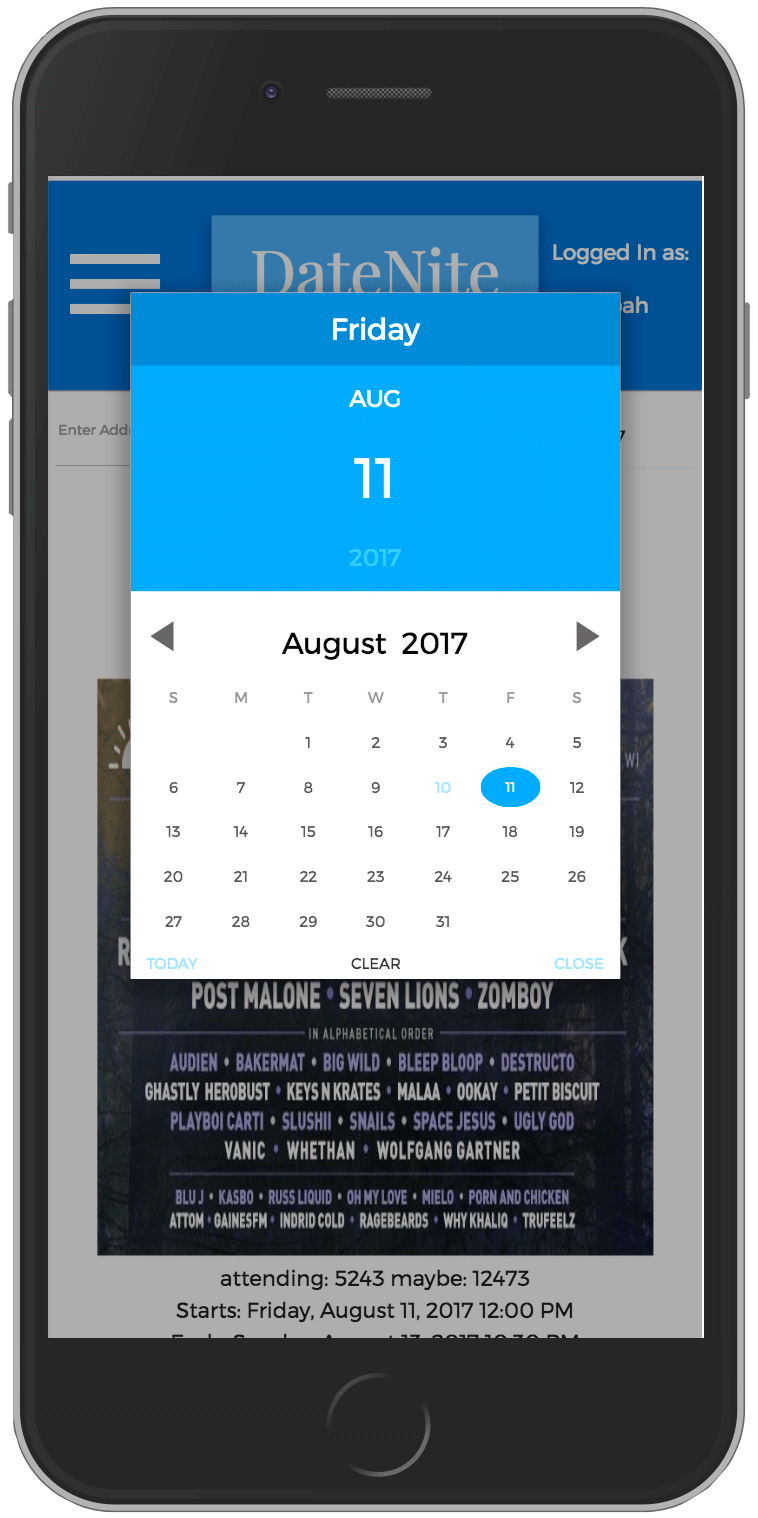 DateNite
Logged In as:
Friday
Enter Addr
AUG
11
2017
August 2017
S M T W T F S
1 2 3 4 5
6 7 8 9 10 11 12
13 14 15 16 17 18 19
20 21 22 23 24 25 26
27 28 29 30 31
TODAY CLEAR CLOSE
WI
POST MALONE • SEVEN LIONS • ZOMBOY
IN ALPHABETICAL ORDER
AUDIEN • BAKERMAT • BIG WILD • BLEEP BLOOP • DESTRUCTO
GHASTLY HEROBUST • KEYS N KRATES • MALAA • OOKAY • PETIT BISCUIT
PLAYBOI CARTI • SLUSHII • SNAILS • SPACE JESUS • UGLY GOD
VANIC • WHETHAN • WOLFGANG GARTNER
BLU J • KASBO • RUSS LIQUID • OH MY LOVE • MIELO • PORN AND CHICKEN
ATTOM • GAINESFM • INDRID COLD • RAGEBEARDS • WHY KHALIQ • TRUFEELZ
attending: 5243 maybe: 12473
Starts: Friday, August 11, 2017 12:00 PM